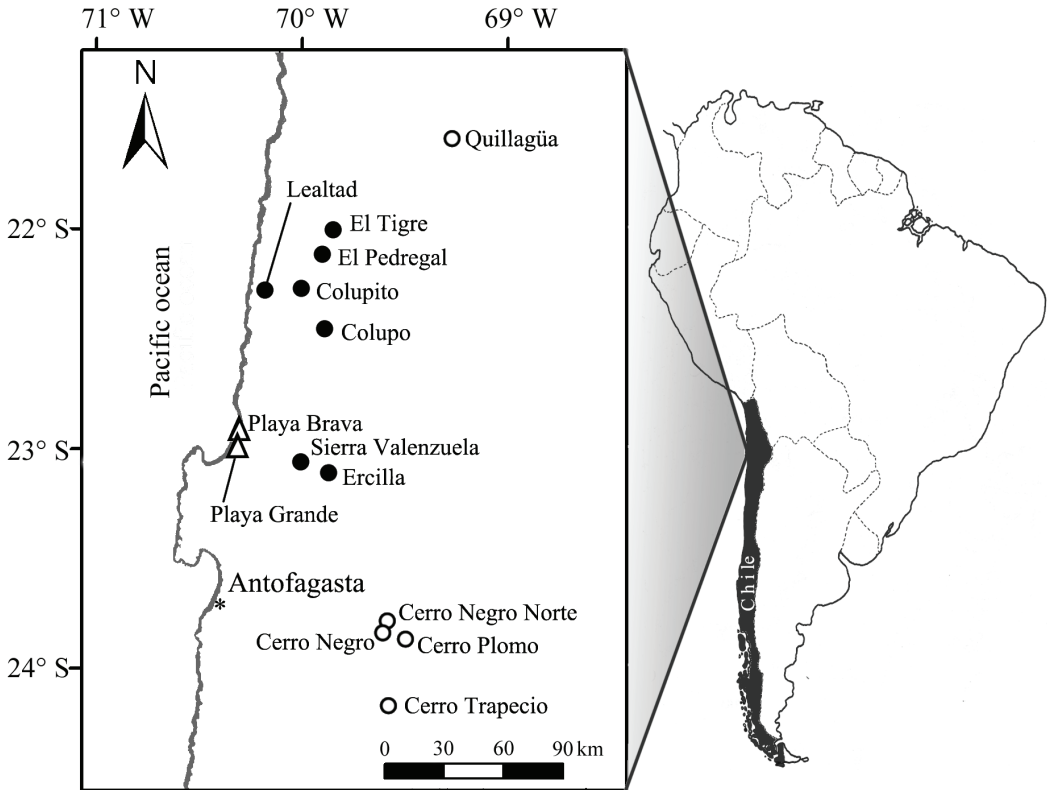 71° W 70° W 69° W
N
Quillagüa
Lealtad
22° S
El Tigre
El Pedregal
Colupito
Colupo
Pacific ocean
Playa Brava
23° S
Sierra Valenzuela
Ercilla
Playa Grande
Antofagasta
*
Cerro Negro Norte
Cerro Negro
Cerro Plomo
24° S
Cerro Trapecio
0 30 60 90 km
Chile